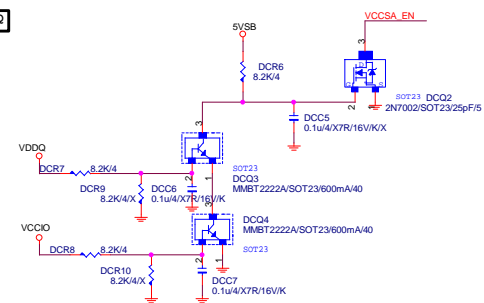 VCCSA_EN
5VSB
3
DCR6
8.2K/4
SOT23 DCQ2
2N7002/SOT23/25pF/5
2
DCC5
0.1u/4/X7R/16V/K/X
3
SOT23
DCQ3
MMBT2222A/SOT23/600mA/40
2
1
VDDQ
DCR7 8.2K/4
DCR9
8.2K/4/X
DCC6
0.1u/4/X7R/16V/K
3
DCQ4
MMBT2222A/SOT23/600mA/40
SOT23
2
1
VCCIO
DCR8 8.2K/4
DCR10
8.2K/4/X
DCC7
0.1u/4/X7R/16V/K